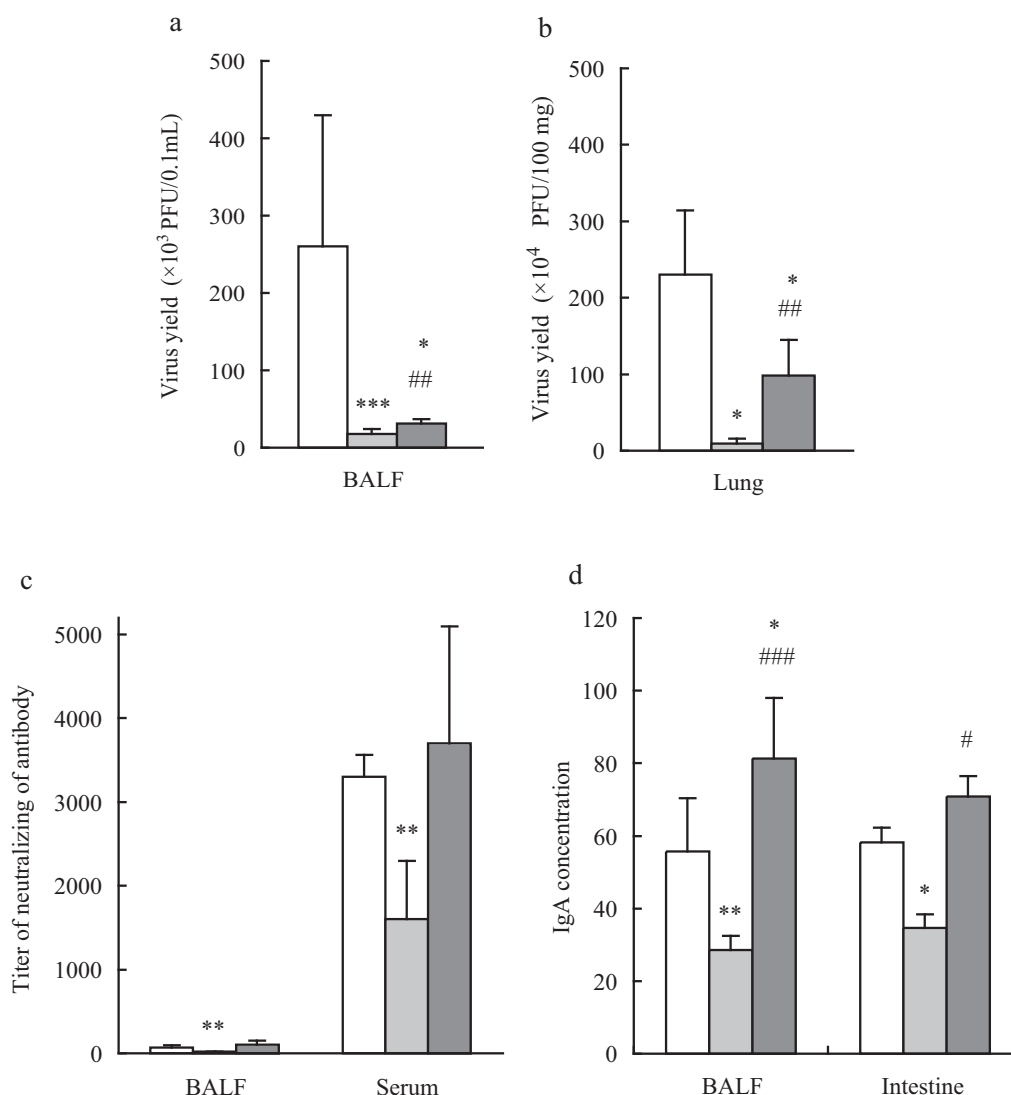 a
Virus yield (×10³ PFU/0.1mL)
500
400
300
200
100
0
***
*
##
BALF
b
Virus yield (×10⁴ PFU/100 mg)
500
400
300
200
100
0
*
*
##
Lung
c
Titer of neutralizing of antibody
5000
4000
3000
2000
1000
0
**
**
BALF
Serum
d
IgA concentration
120
100
80
60
40
20
0
**
*
###
*
#
BALF
Intestine